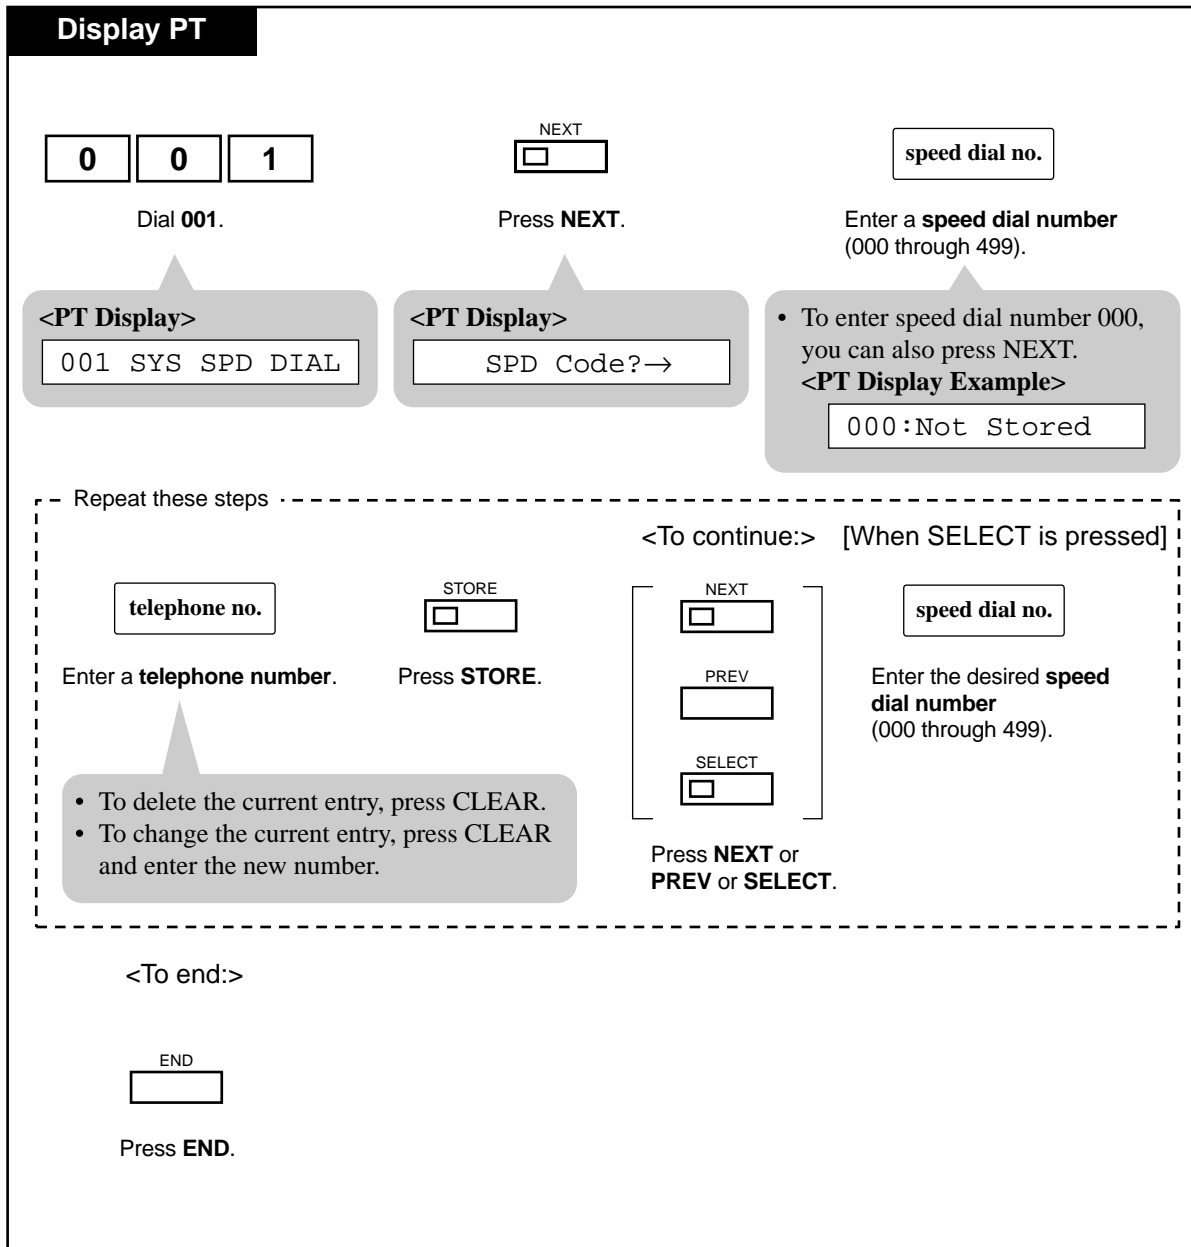 Display PT
0 0 1
Dial 001.
<PT Display>
001 SYS SPD DIAL
NEXT
Press NEXT.
<PT Display>
SPD Code?→
speed dial no.
Enter a speed dial number
(000 through 499).
• To enter speed dial number 000,
you can also press NEXT.
<PT Display Example>
000:Not Stored
Repeat these steps
telephone no.
Enter a telephone number.
• To delete the current entry, press CLEAR.
• To change the current entry, press CLEAR
and enter the new number.
STORE
Press STORE.
<To continue:>
NEXT
PREV
SELECT
Press NEXT or
PREV or SELECT.
[When SELECT is pressed]
speed dial no.
Enter the desired speed
dial number
(000 through 499).
<To end:>
END
Press END.